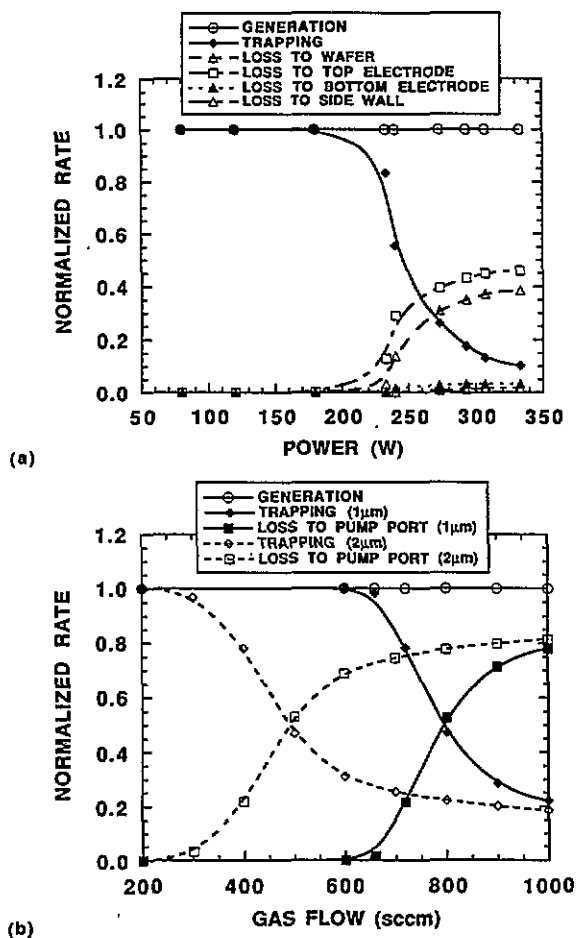 GENERATION
TRAPPING
LOSS TO WAFER
LOSS TO TOP ELECTRODE
LOSS TO BOTTOM ELECTRODE
LOSS TO SIDE WALL
NORMALIZED RATE
1.2
1.0
0.8
0.6
0.4
0.2
0.0
50 100 150 200 250 300 350
POWER (W)
(a)
GENERATION
TRAPPING (1μm)
LOSS TO PUMP PORT (1μm)
TRAPPING (2μm)
LOSS TO PUMP PORT (2μm)
NORMALIZED RATE
1.2
1.0
0.8
0.6
0.4
0.2
0.0
200 400 600 800 1000
GAS FLOW (sccm)
(b)